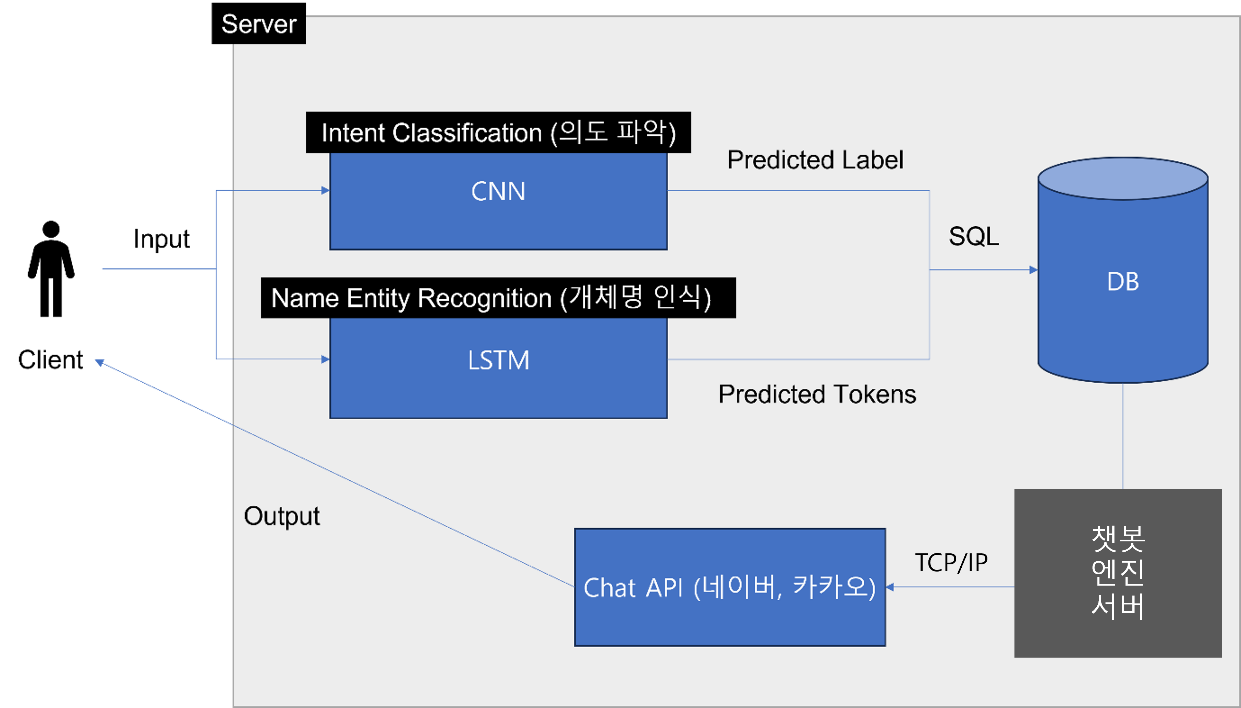 Server
Intent Classification (의도 파악)
CNN
Predicted Label
Input
SQL
DB
Name Entity Recognition (개체명 인식)
LSTM
Client
Predicted Tokens
Output
Chat API (네이버, 카카오)
TCP/IP
챗봇
엔진
서버